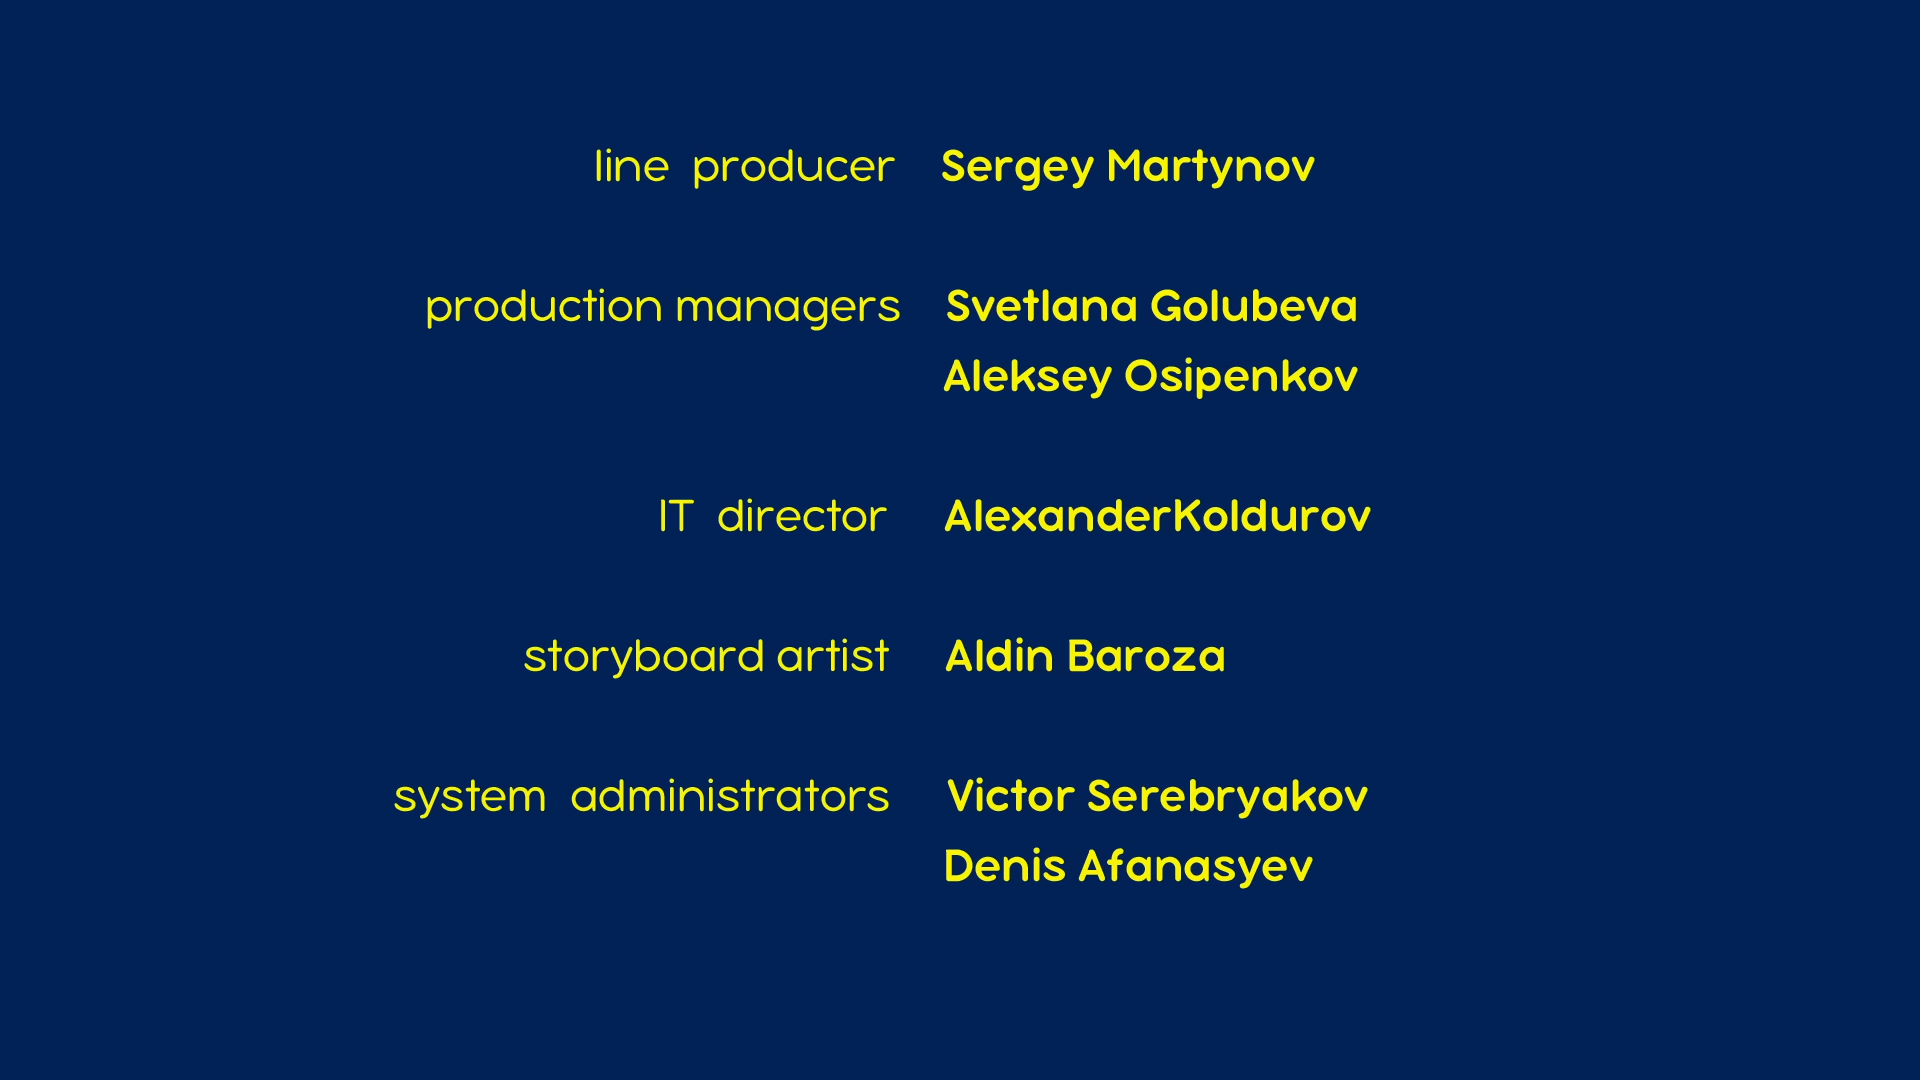 line producer Sergey Martynov
production managers Svetlana Golubeva
Aleksey Osipenkov
IT director AlexanderKoldurov
storyboard artist Aldin Baroza
system administrators Victor Serebryakov
Denis Afanasyev